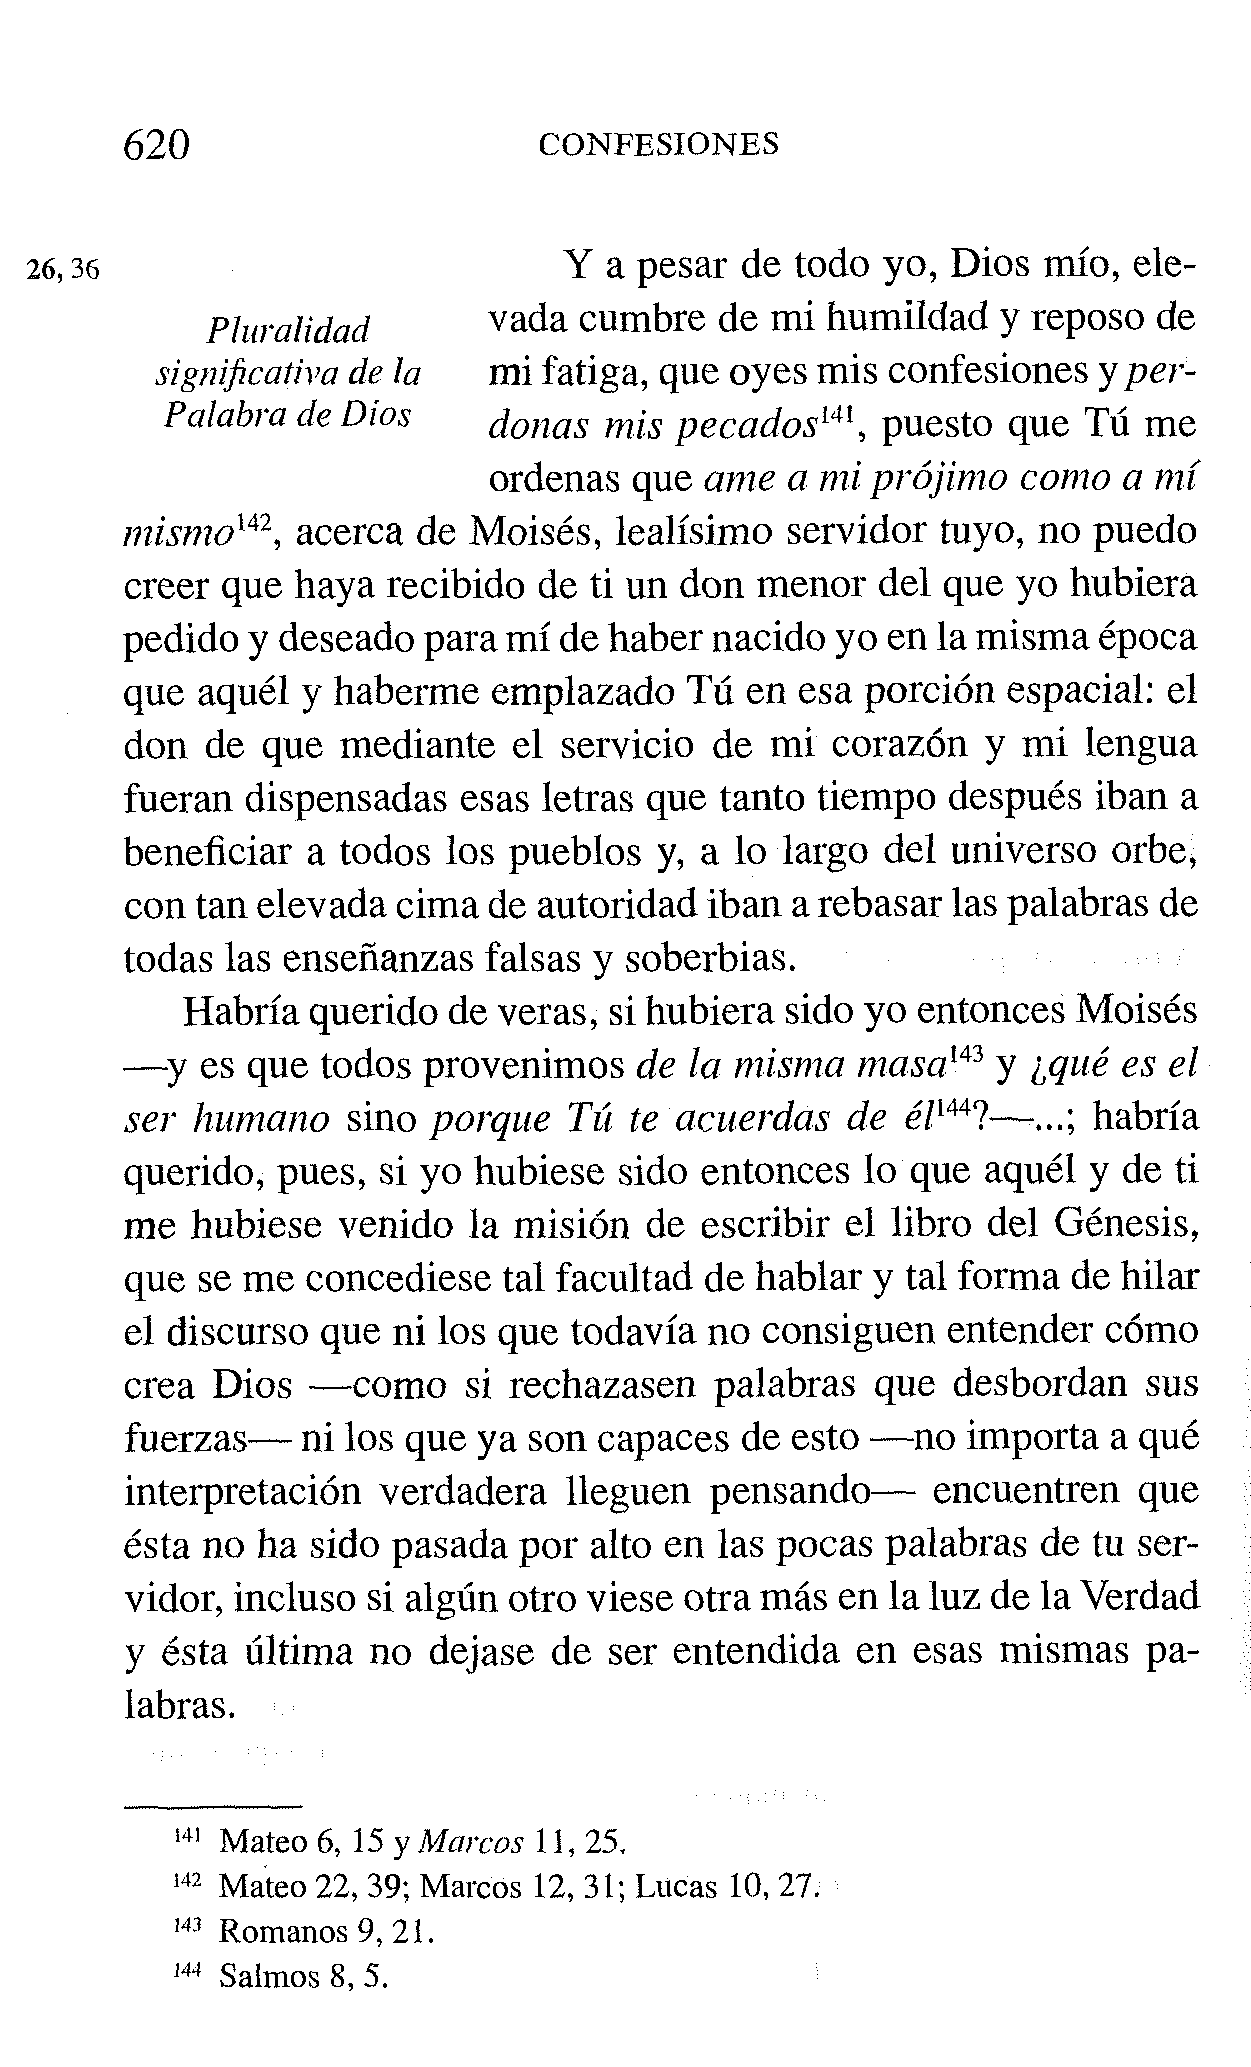 620 CONFESIONES
26, 36
Pluralidad
significativa de la
Palabra de Dios
Y a pesar de todo yo, Dios mío, ele-
vada cumbre de mi humildad y reposo de
mi fatiga, que oyes mis confesiones y per-
donas mis pecados¹⁴¹, puesto que Tú me
ordenas que ame a mi prójimo como a mí
mismo¹⁴², acerca de Moisés, lealísimo servidor tuyo, no puedo
creer que haya recibido de ti un don menor del que yo hubiera
pedido y deseado para mí de haber nacido yo en la misma época
que aquél y haberme emplazado Tú en esa porción espacial: el
don de que mediante el servicio de mi corazón y mi lengua
fueran dispensadas esas letras que tanto tiempo después iban a
beneficiar a todos los pueblos y, a lo largo del universo orbe,
con tan elevada cima de autoridad iban a rebasar las palabras de
todas las enseñanzas falsas y soberbias.
Habría querido de veras, si hubiera sido yo entonces Moisés
—y es que todos provenimos de la misma masa¹⁴³ y ¿qué es el
ser humano sino porque Tú te acuerdas de él¹⁴⁴?—...; habría
querido, pues, si yo hubiese sido entonces lo que aquél y de ti
me hubiese venido la misión de escribir el libro del Génesis,
que se me concediese tal facultad de hablar y tal forma de hilar
el discurso que ni los que todavía no consiguen entender cómo
crea Dios —como si rechazasen palabras que desbordan sus
fuerzas— ni los que ya son capaces de esto —no importa a qué
interpretación verdadera lleguen pensando— encuentren que
ésta no ha sido pasada por alto en las pocas palabras de tu ser-
vidor, incluso si algún otro viese otra más en la luz de la Verdad
y ésta última no dejase de ser entendida en esas mismas pa-
labras.
¹⁴¹ Mateo 6, 15 y Marcos 11, 25.
¹⁴² Mateo 22, 39; Marcos 12, 31; Lucas 10, 27.
¹⁴³ Romanos 9, 21.
¹⁴⁴ Salmos 8, 5.